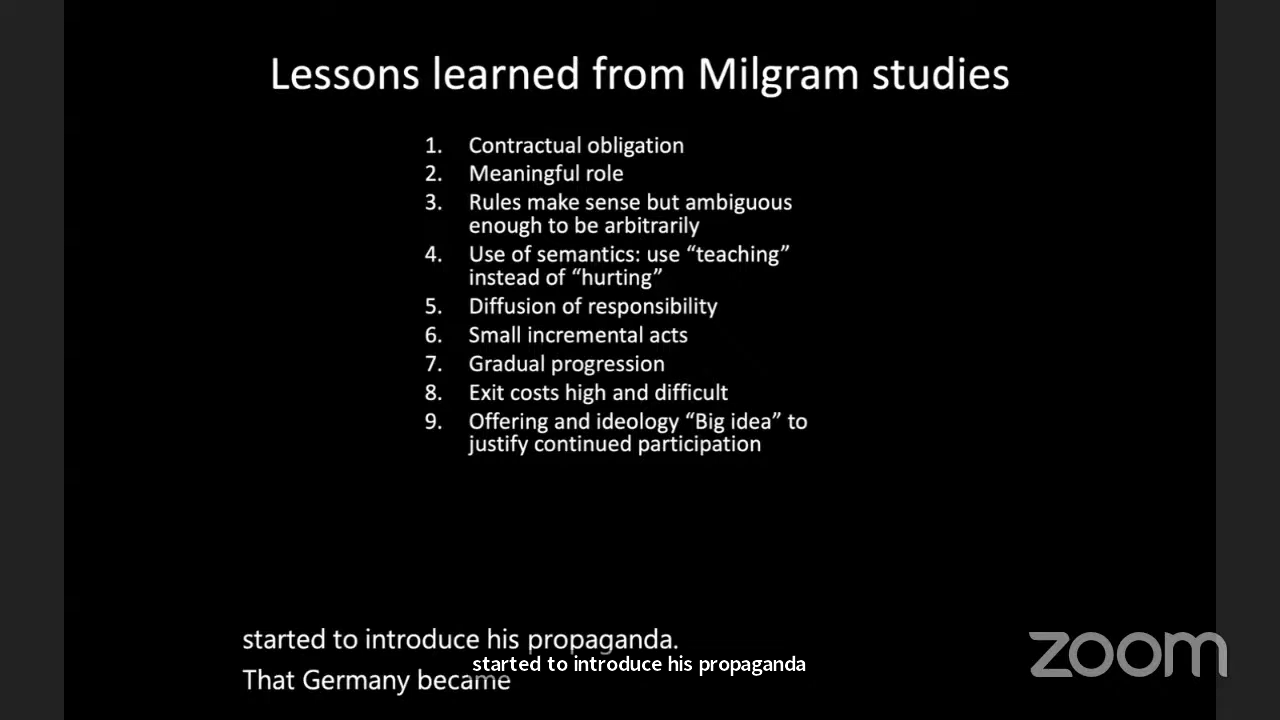 Lessons learned from Milgram studies
1. Contractual obligation
2. Meaningful role
3. Rules make sense but ambiguous
enough to be arbitrarily
4. Use of semantics: use “teaching”
instead of “hurting”
5. Diffusion of responsibility
6. Small incremental acts
7. Gradual progression
8. Exit costs high and difficult
9. Offering and ideology “Big idea” to
justify continued participation
started to introduce his propaganda.
started to introduce his propaganda
That Germany became
zoom